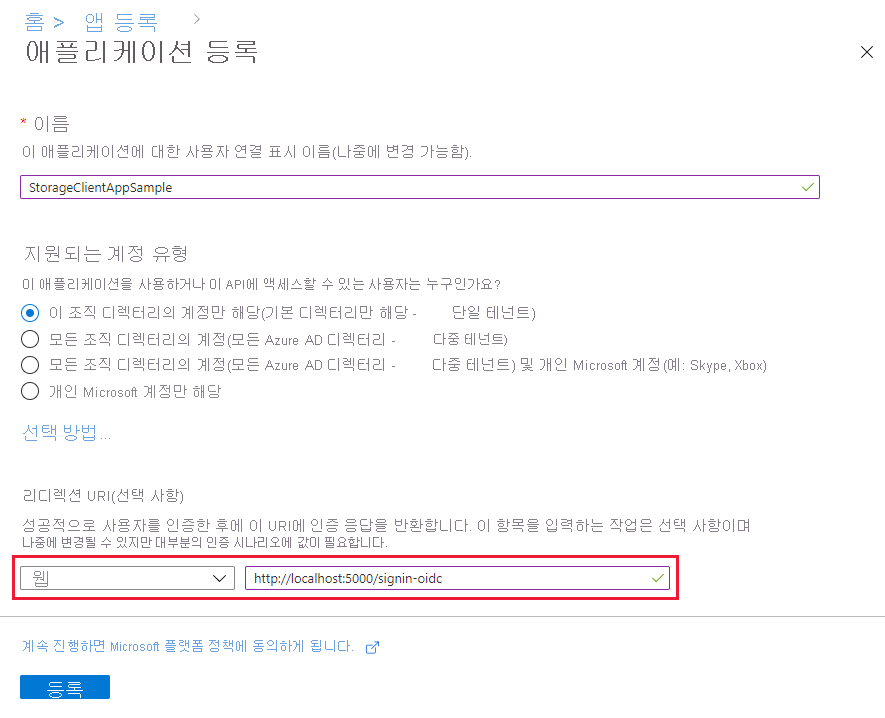 홈 > 앱 등록 >
애플리케이션 등록
* 이름
이 애플리케이션에 대한 사용자 연결 표시 이름(나중에 변경 가능함).
StorageClientAppSample
지원되는 계정 유형
이 애플리케이션을 사용하거나 이 API에 액세스할 수 있는 사용자는 누구인가요?
이 조직 디렉터리의 계정만 해당(기본 디렉터리만 해당 - 단일 테넌트)
모든 조직 디렉터리의 계정(모든 Azure AD 디렉터리 - 다중 테넌트)
모든 조직 디렉터리의 계정(모든 Azure AD 디렉터리 - 다중 테넌트) 및 개인 Microsoft 계정(예: Skype, Xbox)
개인 Microsoft 계정만 해당
선택 방법...
리디렉션 URI(선택 사항)
성공적으로 사용자를 인증한 후에 이 URI에 인증 응답을 반환합니다. 이 항목을 입력하는 작업은 선택 사항이며
나중에 변경될 수 있지만 대부분의 인증 시나리오에 값이 필요합니다.
웹 http://localhost:5000/signin-oidc
계속 진행하면 Microsoft 플랫폼 정책에 동의하게 됩니다.
등록